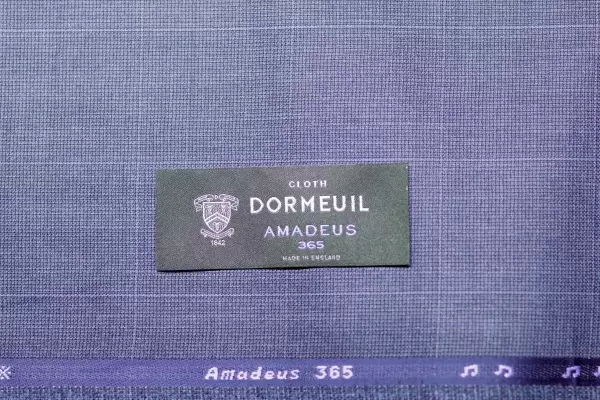 CLOTH
DORMEUIL
AMADEUS
365
1842
MADE IN ENGLAND
Amadeus 365